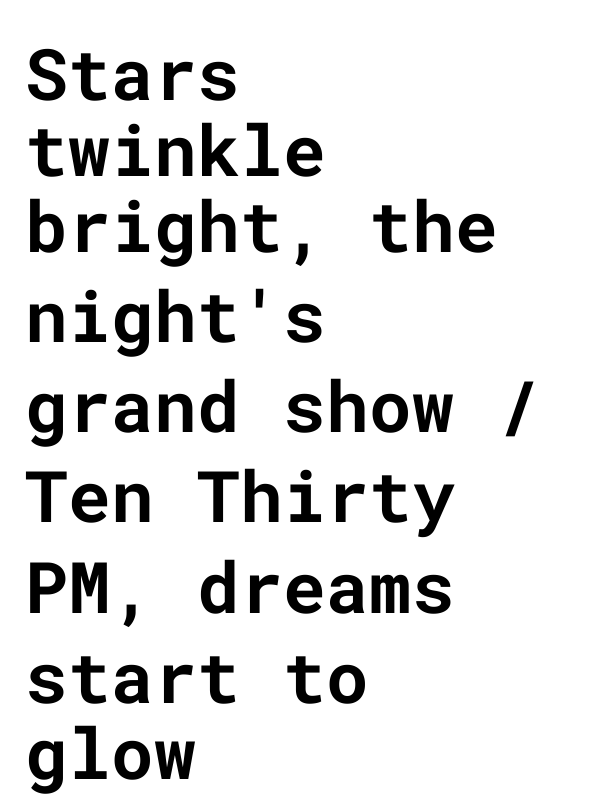 Stars
twinkle
bright, the
night's
grand show /
Ten Thirty
PM, dreams
start to
glow